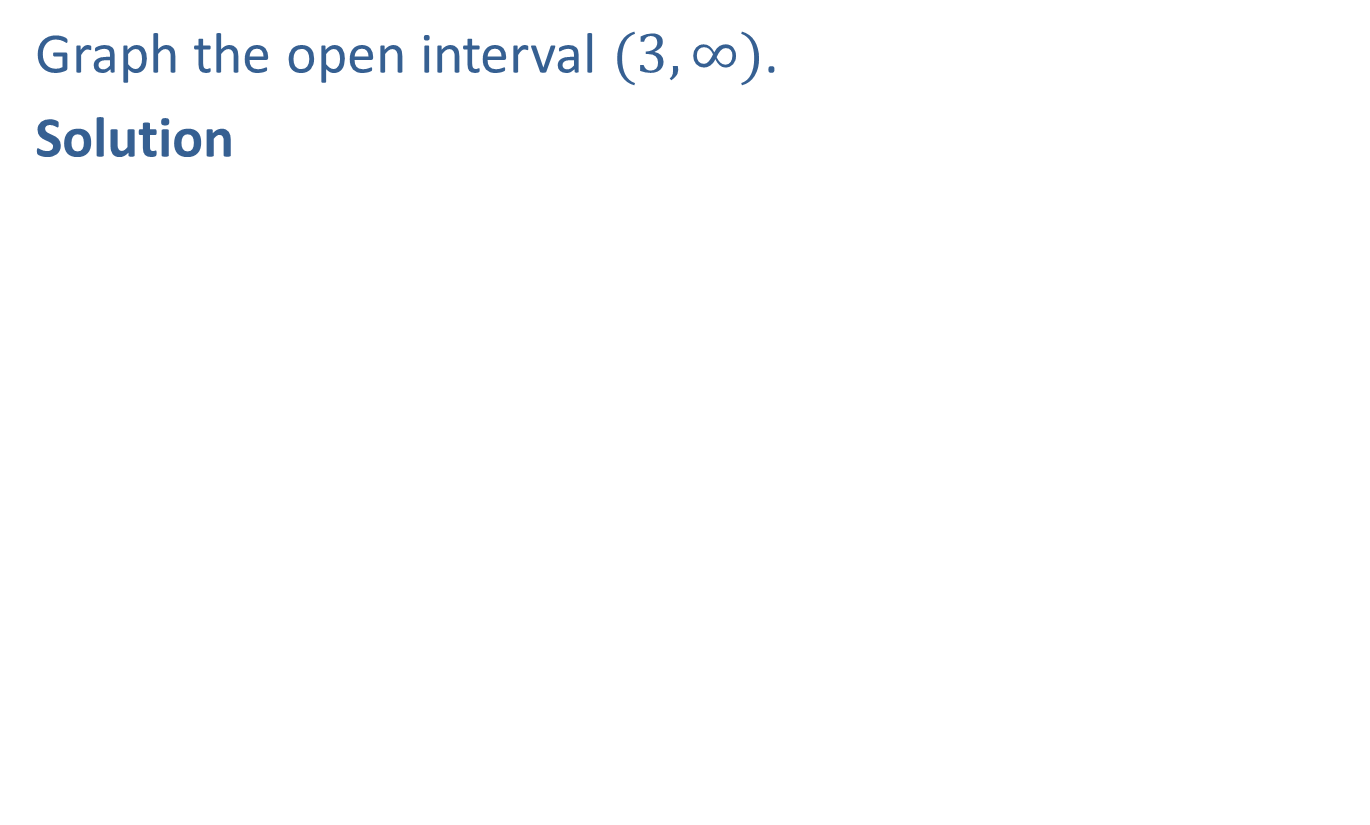 Graph the open interval (3, ∞).
Solution